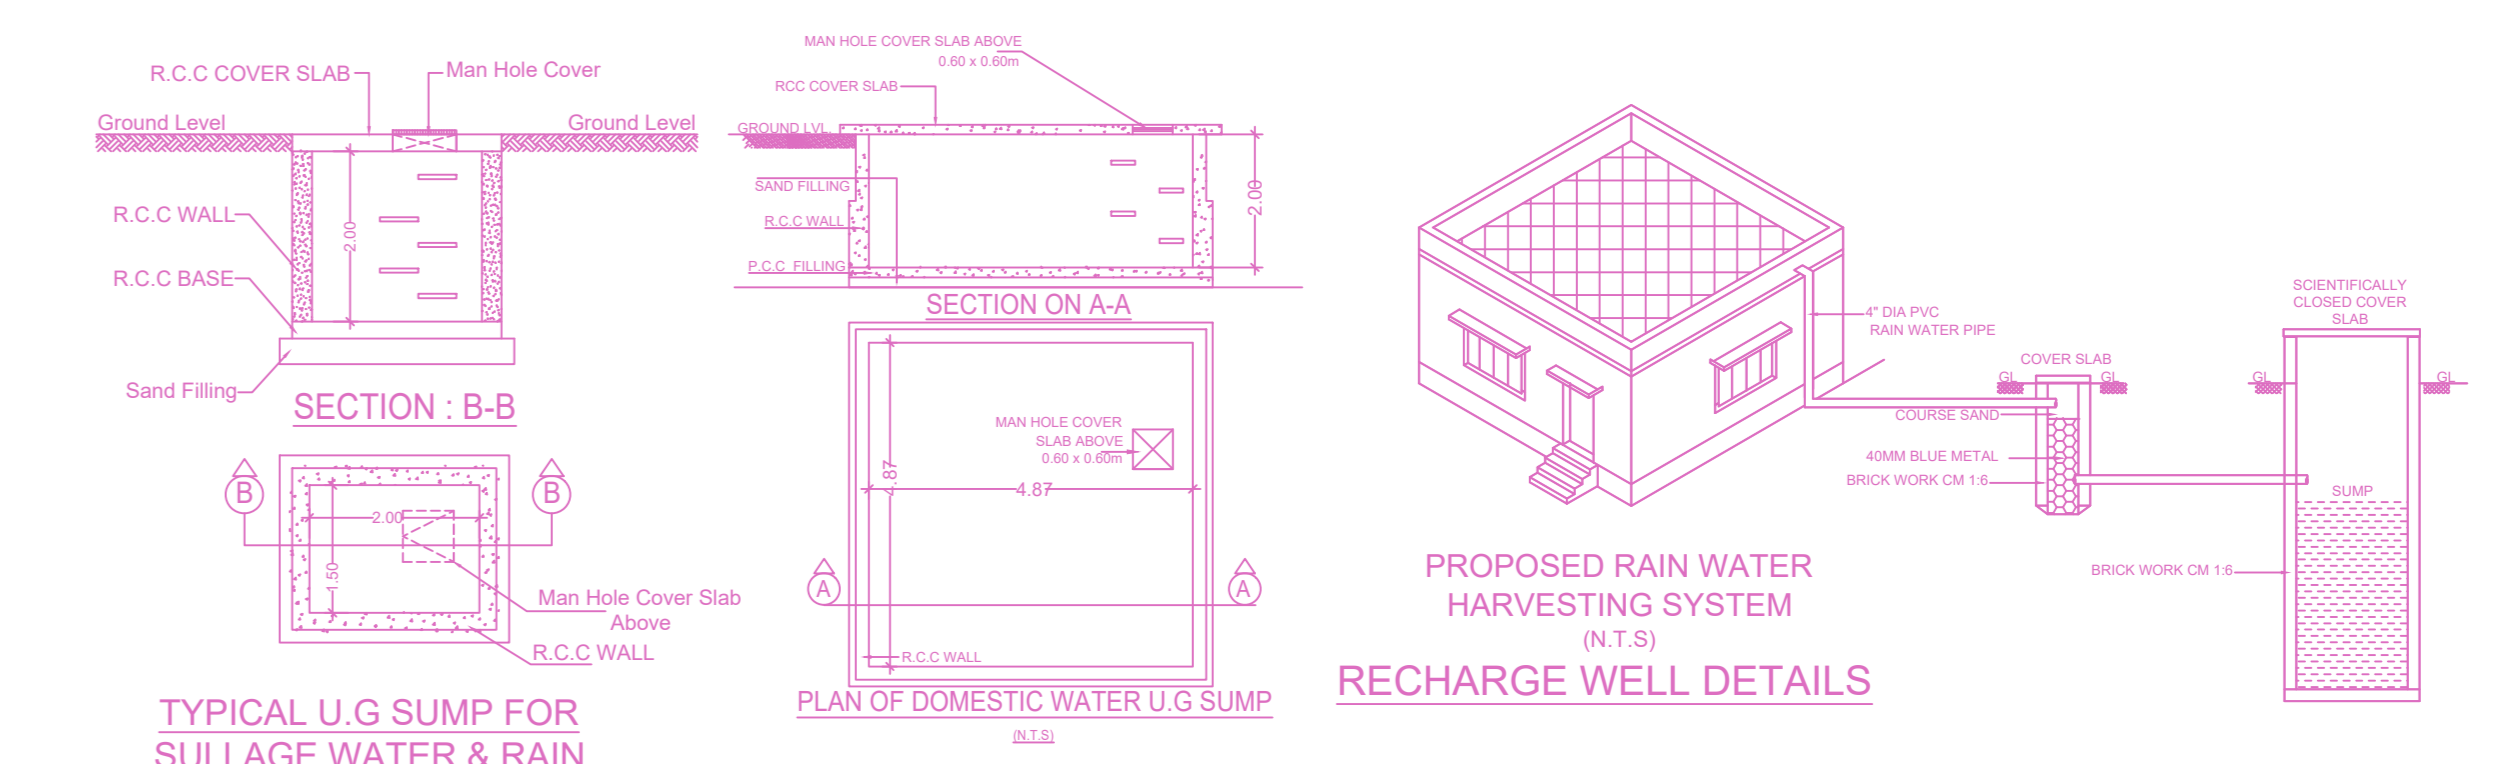 R.C.C COVER SLAB
Man Hole Cover
Ground Level
Ground Level
R.C.C WALL
2.00
R.C.C BASE
Sand Filling
SECTION : B-B
B
B
2.00
1.50
Man Hole Cover Slab
Above
R.C.C WALL
TYPICAL U.G SUMP FOR
SULLAGE WATER & RAIN
MAN HOLE COVER SLAB ABOVE
0.60 x 0.60m
RCC COVER SLAB
GROUND LVL.
SAND FILLING
R.C.C WALL
2.00
P.C.C FILLING
SECTION ON A-A
MAN HOLE COVER
SLAB ABOVE
0.60 x 0.60m
4.87
4.87
A
A
R.C.C WALL
PLAN OF DOMESTIC WATER U.G SUMP
(N.T.S)
4" DIA PVC
RAIN WATER PIPE
COVER SLAB
GL
GL
COURSE SAND
40MM BLUE METAL
BRICK WORK CM 1:6
SCIENTIFICALLY
CLOSED COVER
SLAB
GL
GL
SUMP
BRICK WORK CM 1:6
PROPOSED RAIN WATER
HARVESTING SYSTEM
(N.T.S)
RECHARGE WELL DETAILS